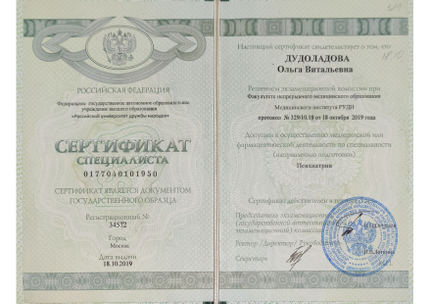 РОССИЙСКАЯ ФЕДЕРАЦИЯ
Федеральное государственное автономное образовательное
учреждение высшего образования
«Российский университет дружбы народов»
СЕРТИФИКАТ
СПЕЦИАЛИСТА
0177040101950
СЕРТИФИКАТ ЯВЛЯЕТСЯ ДОКУМЕНТОМ
ГОСУДАРСТВЕННОГО ОБРАЗЦА
Регистрационный №
34572
Город
Москва
Дата выдачи
18.10.2019
Настоящий сертификат свидетельствует о том, что
ДУДОЛАДОВА
Ольга Витальевна
Решением экзаменационной комиссии при
Факультете непрерывного медицинского образования
Медицинского института РУДН
протокол № 329/10.18 от 18 октября 2019 года
Допущен к осуществлению медицинской или
фармацевтической деятельности по специальности
(направлению подготовки)
Психиатрия
Сертификат действителен в течение
Председатель экзаменационной
Ректор / Директор / Руководитель
Секретарь